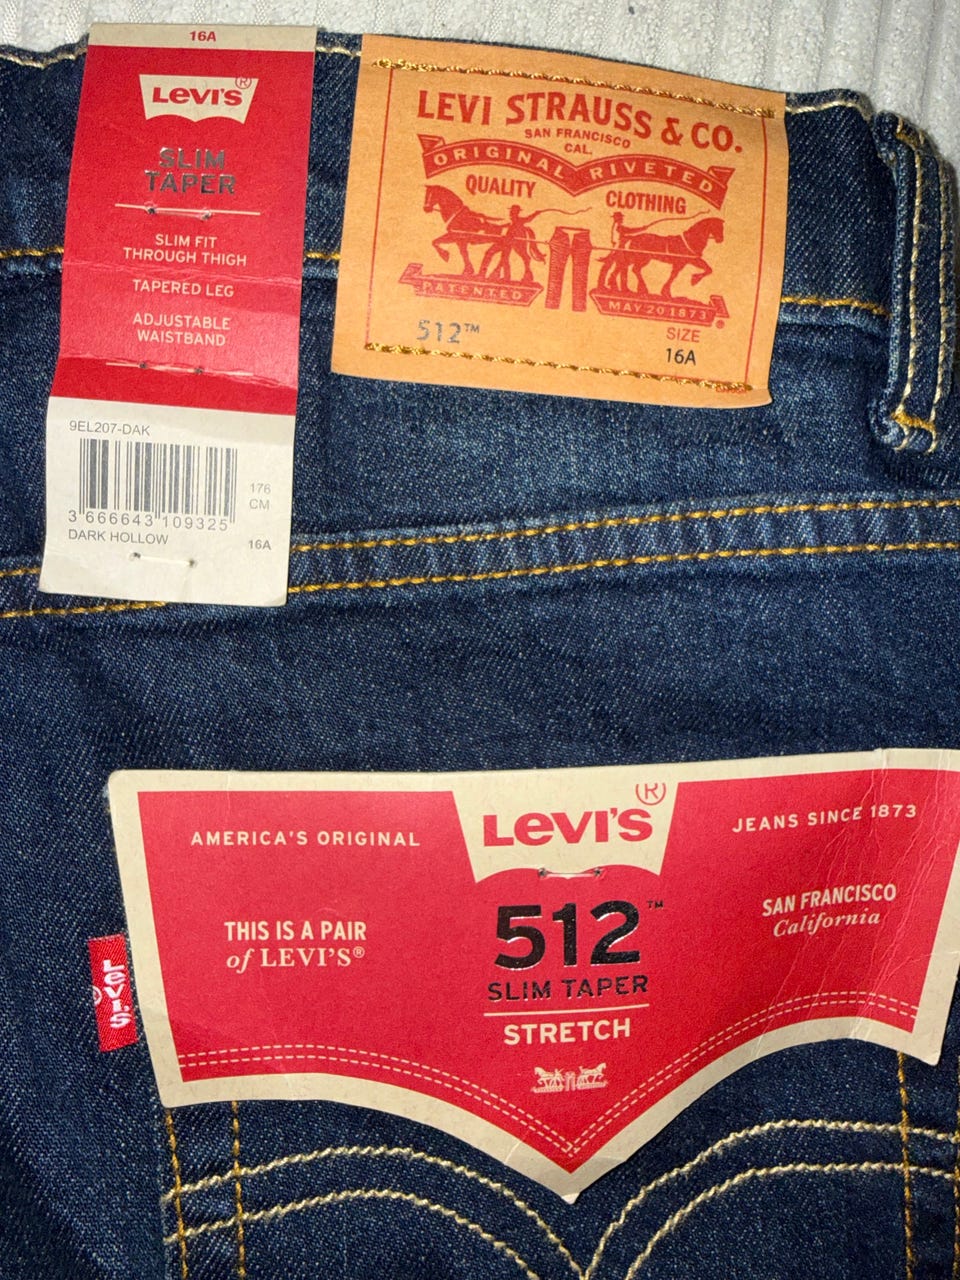 16A
LEVI'S®
SLIM
TAPER
SLIM FIT
THROUGH THIGH
TAPERED LEG
ADJUSTABLE
WAISTBAND
9EL207-DAK
176
CM
3 666643 109325
DARK HOLLOW
16A
LEVI STRAUSS & CO.
SAN FRANCISCO
CAL.
ORIGINAL RIVETED
QUALITY CLOTHING
PATENTED MAY 20 1873
®
512™
SIZE
16A
AMERICA'S ORIGINAL
LEVI'S®
JEANS SINCE 1873
THIS IS A PAIR
of LEVI'S®
512™
SLIM TAPER
STRETCH
SAN FRANCISCO
California
LEVI'S